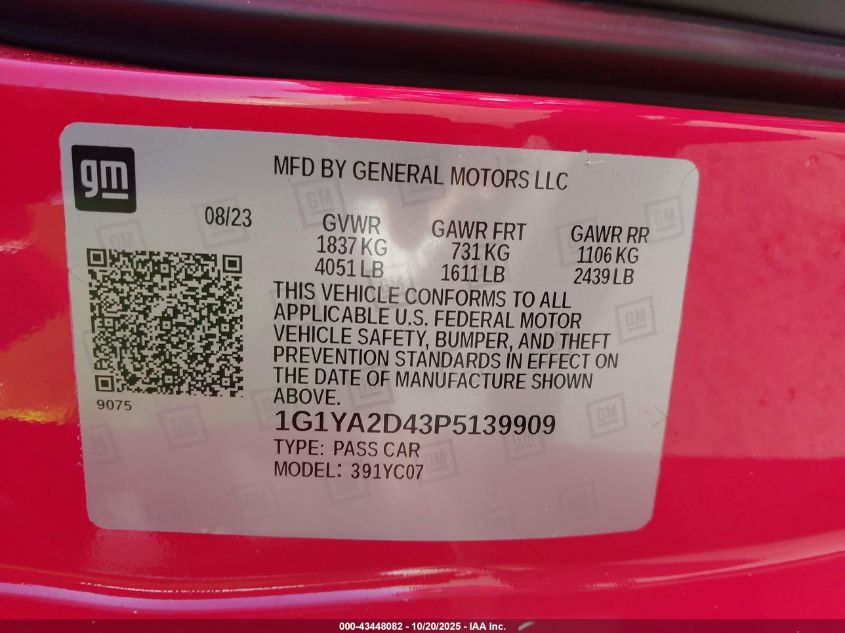 gm
MFD BY GENERAL MOTORS LLC
08/23
GVWR
1837 KG
4051 LB
GAWR FRT
731 KG
1611 LB
GAWR RR
1106 KG
2439 LB
THIS VEHICLE CONFORMS TO ALL
APPLICABLE U.S. FEDERAL MOTOR
VEHICLE SAFETY, BUMPER, AND THEFT
PREVENTION STANDARDS IN EFFECT ON
THE DATE OF MANUFACTURE SHOWN
ABOVE.
9075
1G1YA2D43P5139909
TYPE: PASS CAR
MODEL: 391YC07
000-43448082 - 10/20/2025 - IAA Inc.